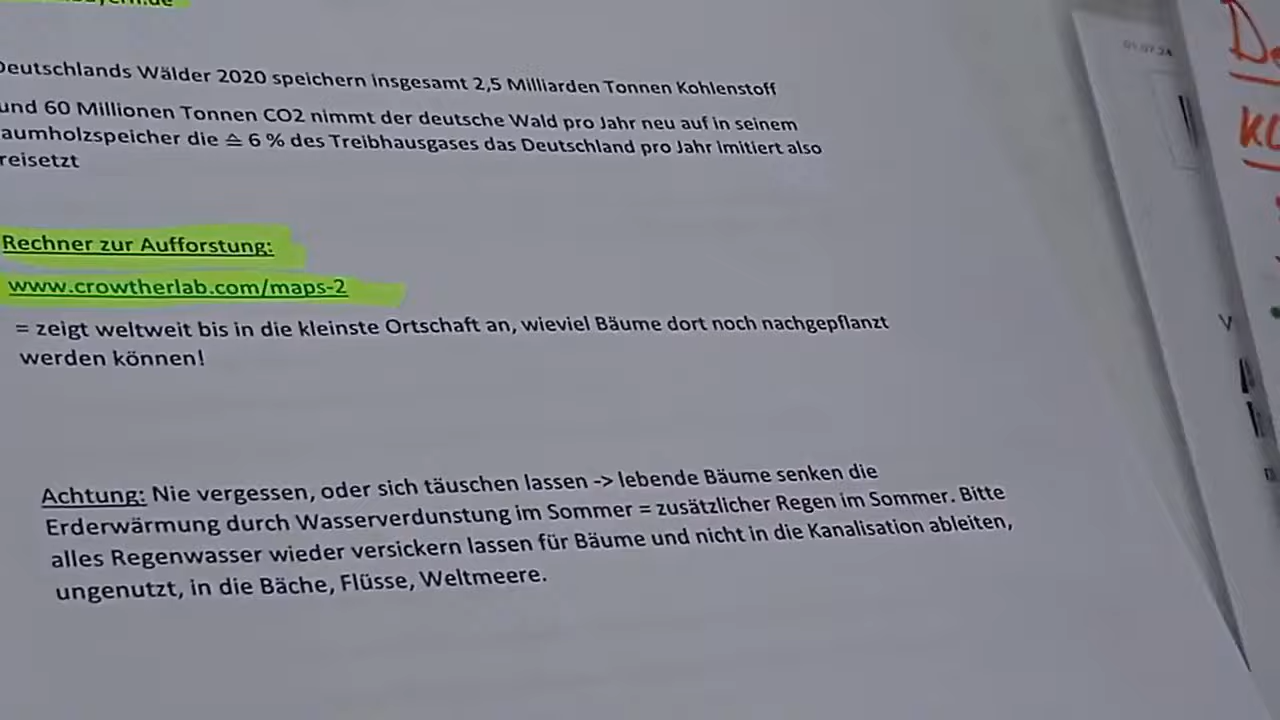 Deutschlands Wälder 2020 speichern insgesamt 2,5 Milliarden Tonnen Kohlenstoff
und 60 Millionen Tonnen CO2 nimmt der deutsche Wald pro Jahr neu auf in seinem
aumholzspeicher die ≙ 6 % des Treibhausgases das Deutschland pro Jahr imitiert also
reisetzt
Rechner zur Aufforstung:
www.crowtherlab.com/maps-2
= zeigt weltweit bis in die kleinste Ortschaft an, wieviel Bäume dort noch nachgepflanzt
werden können!
Achtung: Nie vergessen, oder sich täuschen lassen -> lebende Bäume senken die
Erderwärmung durch Wasserverdunstung im Sommer = zusätzlicher Regen im Sommer. Bitte
alles Regenwasser wieder versickern lassen für Bäume und nicht in die Kanalisation ableiten,
ungenutzt, in die Bäche, Flüsse, Weltmeere.
01.07.24
De
V